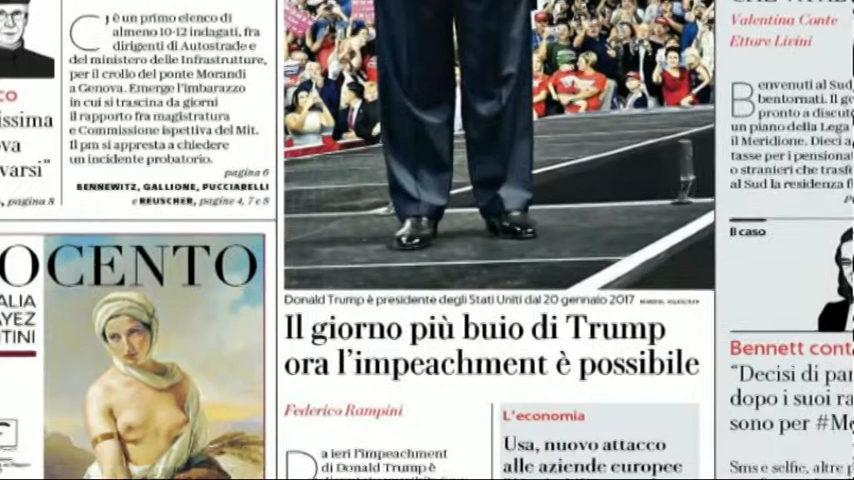 C'è un primo elenco di
almeno 10-12 indagati, fra
dirigenti di Autostrade e
del ministero delle Infrastrutture,
per il crollo del ponte Morandi
a Genova. Emerge l'imbarazzo
in cui si trascina da giorni
il rapporto fra magistratura
e Commissione ispettiva del Mit.
Il pm si appresta a chiedere
un incidente probatorio.
pagina 6
BENNEWITZ, GALLIONE, PUCCIARELLI
e REUSCHER, pagine 4, 7 e 8
CO
issima
va
varsi”
, pagina 8
OCENTO
ALIA
AYEZ
TINI
Donald Trump è presidente degli Stati Uniti dal 20 gennaio 2017
Il giorno più buio di Trump
ora l'impeachment è possibile
Federico Rampini
Da ieri l'impeachment
di Donald Trump è
L'economia
Usa, nuovo attacco
alle aziende europee
Valentina Conte
Ettore Livini
Benvenuti al Sud,
bentornati. Il go
pronto a discut
un piano della Lega
il Meridione. Dieci a
tasse per i pensionat
o stranieri che trasf
al Sud la residenza f
Il caso
Bennett cont
“Decisi di par
dopo i suoi ra
sono per #Me
Sms e selfie, altre p